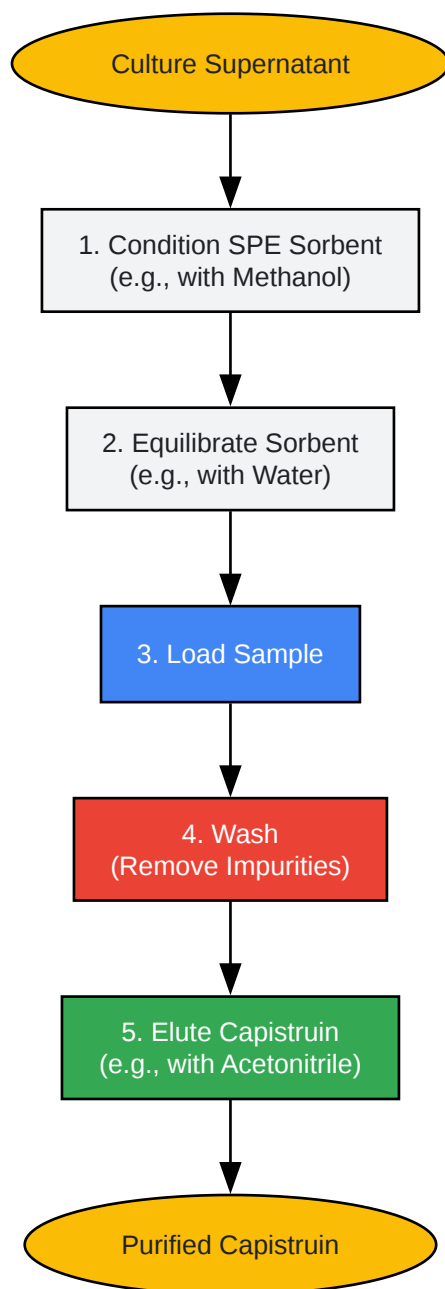 Culture Supernatant
1. Condition SPE Sorbent
(e.g., with Methanol)
2. Equilibrate Sorbent
(e.g., with Water)
3. Load Sample
4. Wash
(Remove Impurities)
5. Elute Capistruin
(e.g., with Acetonitrile)
Purified Capistruin